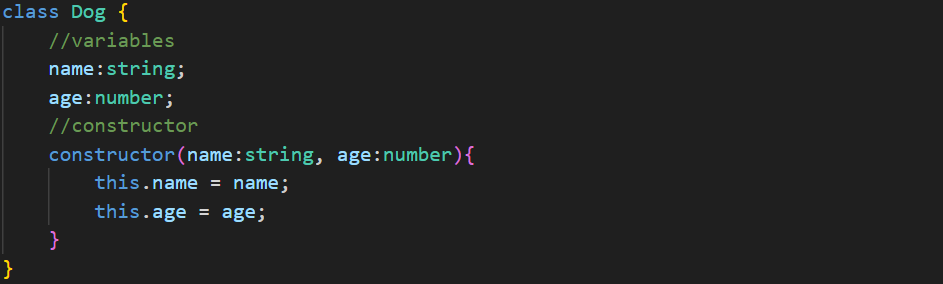 class Dog {
    //variables
    name:string;
    age:number;
    //constructor
    constructor(name:string, age:number){
        this.name = name;
        this.age = age;
    }
}